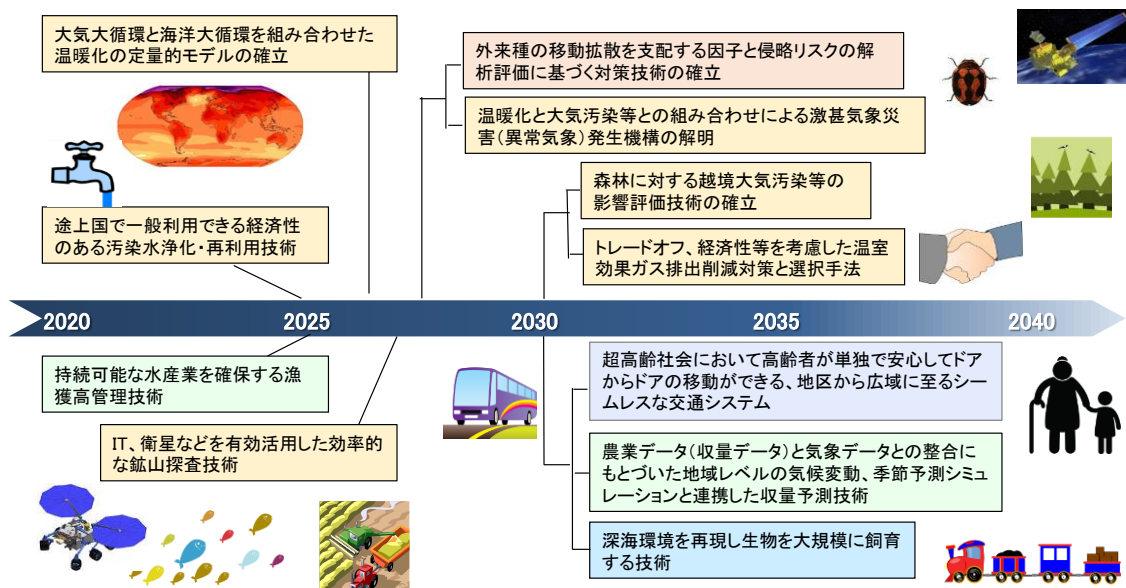 大気大循環と海洋大循環を組み合わせた
温暖化の定量的モデルの確立
外来種の移動拡散を支配する因子と侵略リスクの解
析評価に基づく対策技術の確立
温暖化と大気汚染等との組み合わせによる激甚気象災
害(異常気象)発生機構の解明
森林に対する越境大気汚染等の
影響評価技術の確立
途上国で一般利用できる経済性
のある汚染水浄化・再利用技術
トレードオフ、経済性等を考慮した温室
効果ガス排出削減対策と選択手法
2020 2025 2030 2035 2040
持続可能な水産業を確保する漁
獲高管理技術
IT、衛星などを有効活用した効率的
な鉱山探査技術
超高齢社会において高齢者が単独で安心してドア
からドアの移動ができる、地区から広域に至るシー
ムレスな交通システム
農業データ(収量データ)と気象データとの整合に
もとづいた地域レベルの気候変動、季節予測シミュ
レーションと連携した収量予測技術
深海環境を再現し生物を大規模に飼育
する技術